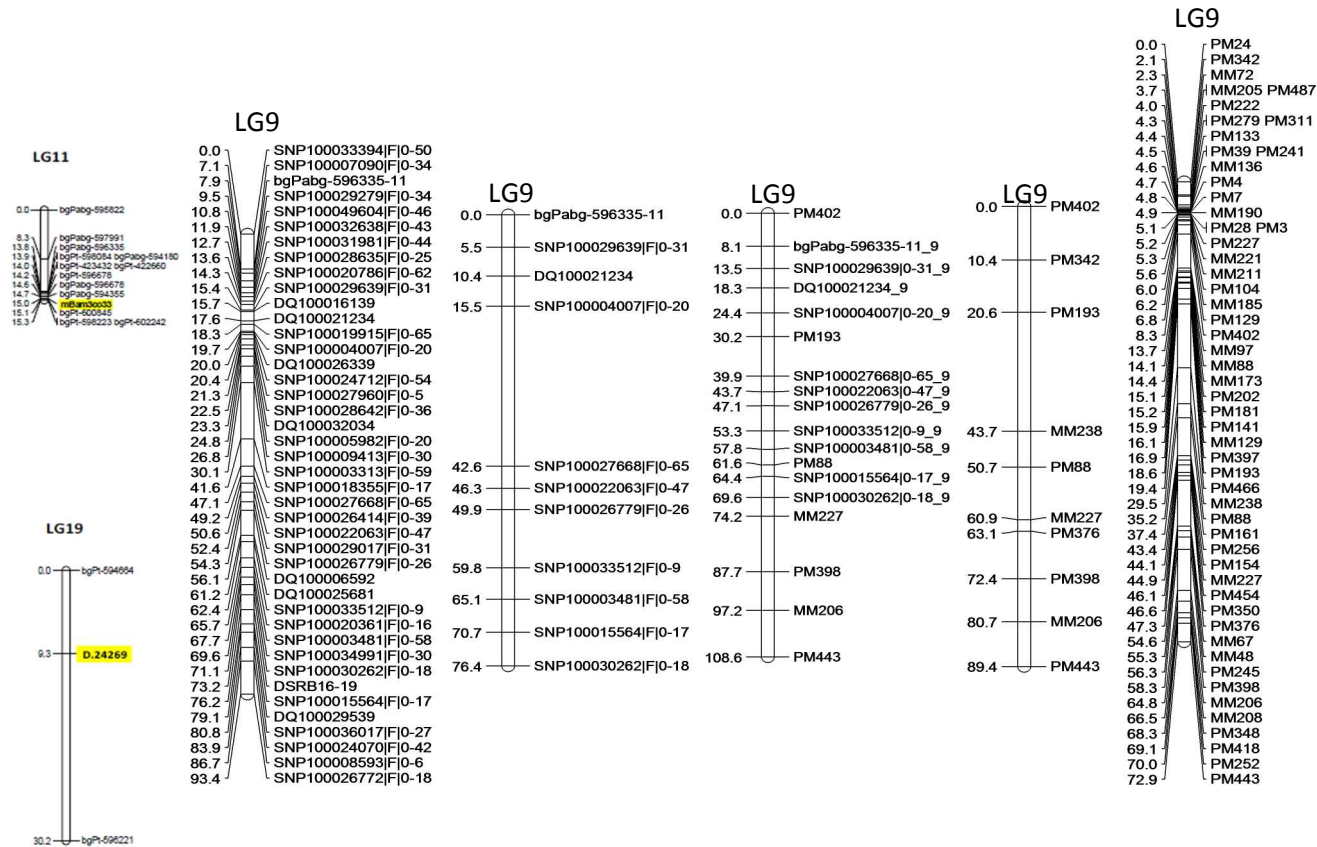 LG11
0.0 bgPabg-595822
8.3 bgPabg-597991
13.8 bgPabg-596335
13.9 bgPt-598084 bgPabg-594180
14.0 bgPt-423432 bgPt-422660
14.2 bgPt-596678
14.6 bgPabg-596678
14.7 bgPabg-594355
15.0 mBam3co33
15.1 bgPt-600845
15.3 bgPt-598223 bgPt-602242
LG19
0.0 bgPt-594664
9.3 D.24269
30.2 bgPt-596221
LG9
0.0 SNP100033394|F|0-50
7.1 SNP100007090|F|0-34
7.9 bgPabg-596335-11
9.5 SNP100029279|F|0-34
10.8 SNP100049604|F|0-46
11.9 SNP100032638|F|0-43
12.7 SNP100031981|F|0-44
13.6 SNP100028635|F|0-25
14.3 SNP100020786|F|0-62
15.4 SNP100029639|F|0-31
15.7 DQ100016139
17.6 DQ100021234
18.3 SNP100019915|F|0-65
19.7 SNP100004007|F|0-20
20.0 DQ100026339
20.4 SNP100024712|F|0-54
21.3 SNP100027960|F|0-5
22.5 SNP100028642|F|0-36
23.3 DQ100032034
24.8 SNP100005982|F|0-20
26.8 SNP100009413|F|0-30
30.1 SNP100003313|F|0-59
41.6 SNP100018355|F|0-17
47.1 SNP100027668|F|0-65
49.2 SNP100026414|F|0-39
50.6 SNP100022063|F|0-47
52.4 SNP100029017|F|0-31
54.3 SNP100026779|F|0-26
56.1 DQ100006592
61.2 DQ100025681
62.4 SNP100033512|F|0-9
65.7 SNP100020361|F|0-16
67.7 SNP100003481|F|0-58
69.6 SNP100034991|F|0-30
71.1 SNP100030262|F|0-18
73.2 DSRB16-19
76.2 SNP100015564|F|0-17
79.1 DQ100029539
80.8 SNP100036017|F|0-27
83.9 SNP100024070|F|0-42
86.7 SNP100008593|F|0-6
93.4 SNP100026772|F|0-18
LG9
0.0 bgPabg-596335-11
5.5 SNP100029639|F|0-31
10.4 DQ100021234
15.5 SNP100004007|F|0-20
42.6 SNP100027668|F|0-65
46.3 SNP100022063|F|0-47
49.9 SNP100026779|F|0-26
59.8 SNP100033512|F|0-9
65.1 SNP100003481|F|0-58
70.7 SNP100015564|F|0-17
76.4 SNP100030262|F|0-18
LG9
0.0 PM402
8.1 bgPabg-596335-11_9
13.5 SNP100029639|0-31_9
18.3 DQ100021234_9
24.4 SNP100004007|0-20_9
30.2 PM193
39.9 SNP100027668|0-65_9
43.7 SNP100022063|0-47_9
47.1 SNP100026779|0-26_9
53.3 SNP100033512|0-9_9
57.8 SNP100003481|0-58_9
61.6 PM88
64.4 SNP100015564|0-17_9
69.6 SNP100030262|0-18_9
74.2 MM227
87.7 PM398
97.2 MM206
108.6 PM443
LG9
0.0 PM402
10.4 PM342
20.6 PM193
43.7 MM238
50.7 PM88
60.9 MM227
63.1 PM376
72.4 PM398
80.7 MM206
89.4 PM443
LG9
0.0 PM24
2.1 PM342
2.3 MM72
3.7 MM205 PM487
4.0 PM222
4.3 PM279 PM311
4.4 PM133
4.5 PM39 PM241
4.6 MM136
4.7 PM4
4.8 PM7
4.9 MM190
5.1 PM28 PM3
5.2 PM227
5.3 MM221
5.6 MM211
6.0 PM104
6.2 MM185
6.8 PM129
8.3 PM402
13.7 MM97
14.1 MM88
14.4 MM173
15.1 PM202
15.2 PM181
15.9 PM141
16.1 MM129
16.9 PM397
18.6 PM193
19.4 PM466
29.5 MM238
35.2 PM88
37.4 PM161
43.4 PM256
44.1 PM154
44.9 MM227
46.1 PM454
46.6 PM350
47.3 PM376
54.6 MM67
55.3 MM48
56.3 PM245
58.3 PM398
64.8 MM206
66.5 MM208
68.3 PM348
69.1 PM418
70.0 PM252
72.9 PM443